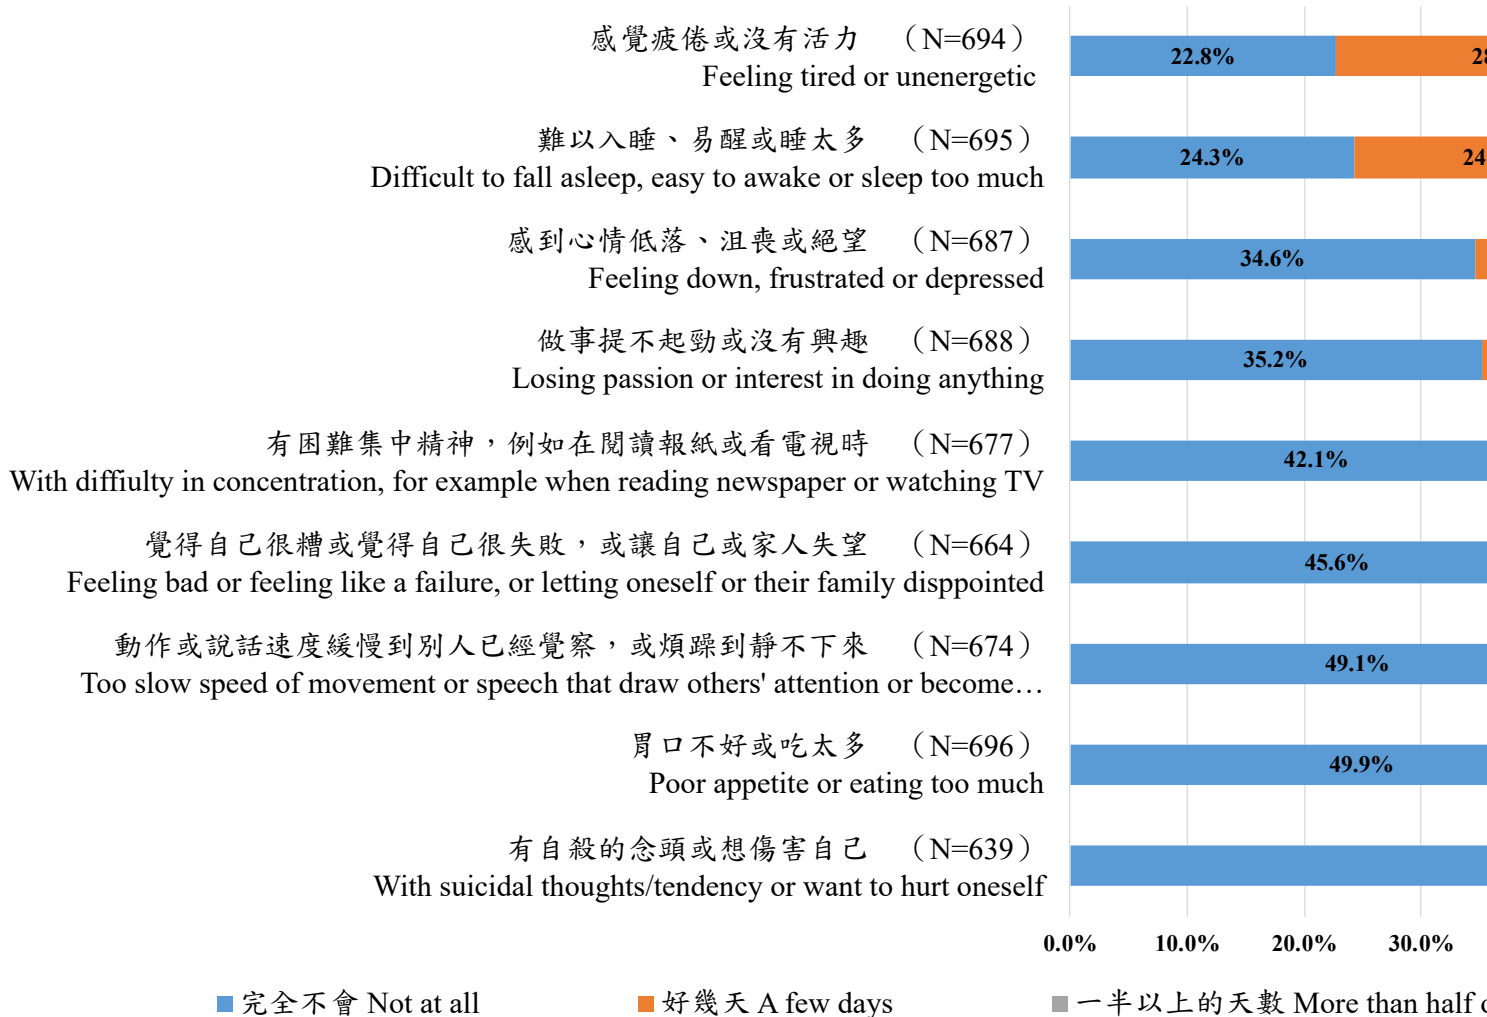 感覺疲倦或沒有活力 （N=694）
Feeling tired or unenergetic
22.8%
難以入睡、易醒或睡太多 （N=695）
Difficult to fall asleep, easy to awake or sleep too much
24.3%
感到心情低落、沮喪或絕望 （N=687）
Feeling down, frustrated or depressed
34.6%
做事提不起勁或沒有興趣 （N=688）
Losing passion or interest in doing anything
35.2%
有困難集中精神，例如在閱讀報紙或看電視時 （N=677）
With diffiulty in concentration, for example when reading newspaper or watching TV
42.1%
覺得自己很糟或覺得自己很失敗，或讓自己或家人失望 （N=664）
Feeling bad or feeling like a failure, or letting oneself or their family disppointed
45.6%
動作或說話速度緩慢到別人已經覺察，或煩躁到靜不下來 （N=674）
Too slow speed of movement or speech that draw others' attention or become…
49.1%
胃口不好或吃太多 （N=696）
Poor appetite or eating too much
49.9%
有自殺的念頭或想傷害自己 （N=639）
With suicidal thoughts/tendency or want to hurt oneself
0.0% 10.0% 20.0% 30.0%
完全不會 Not at all 好幾天 A few days 一半以上的天數 More than half